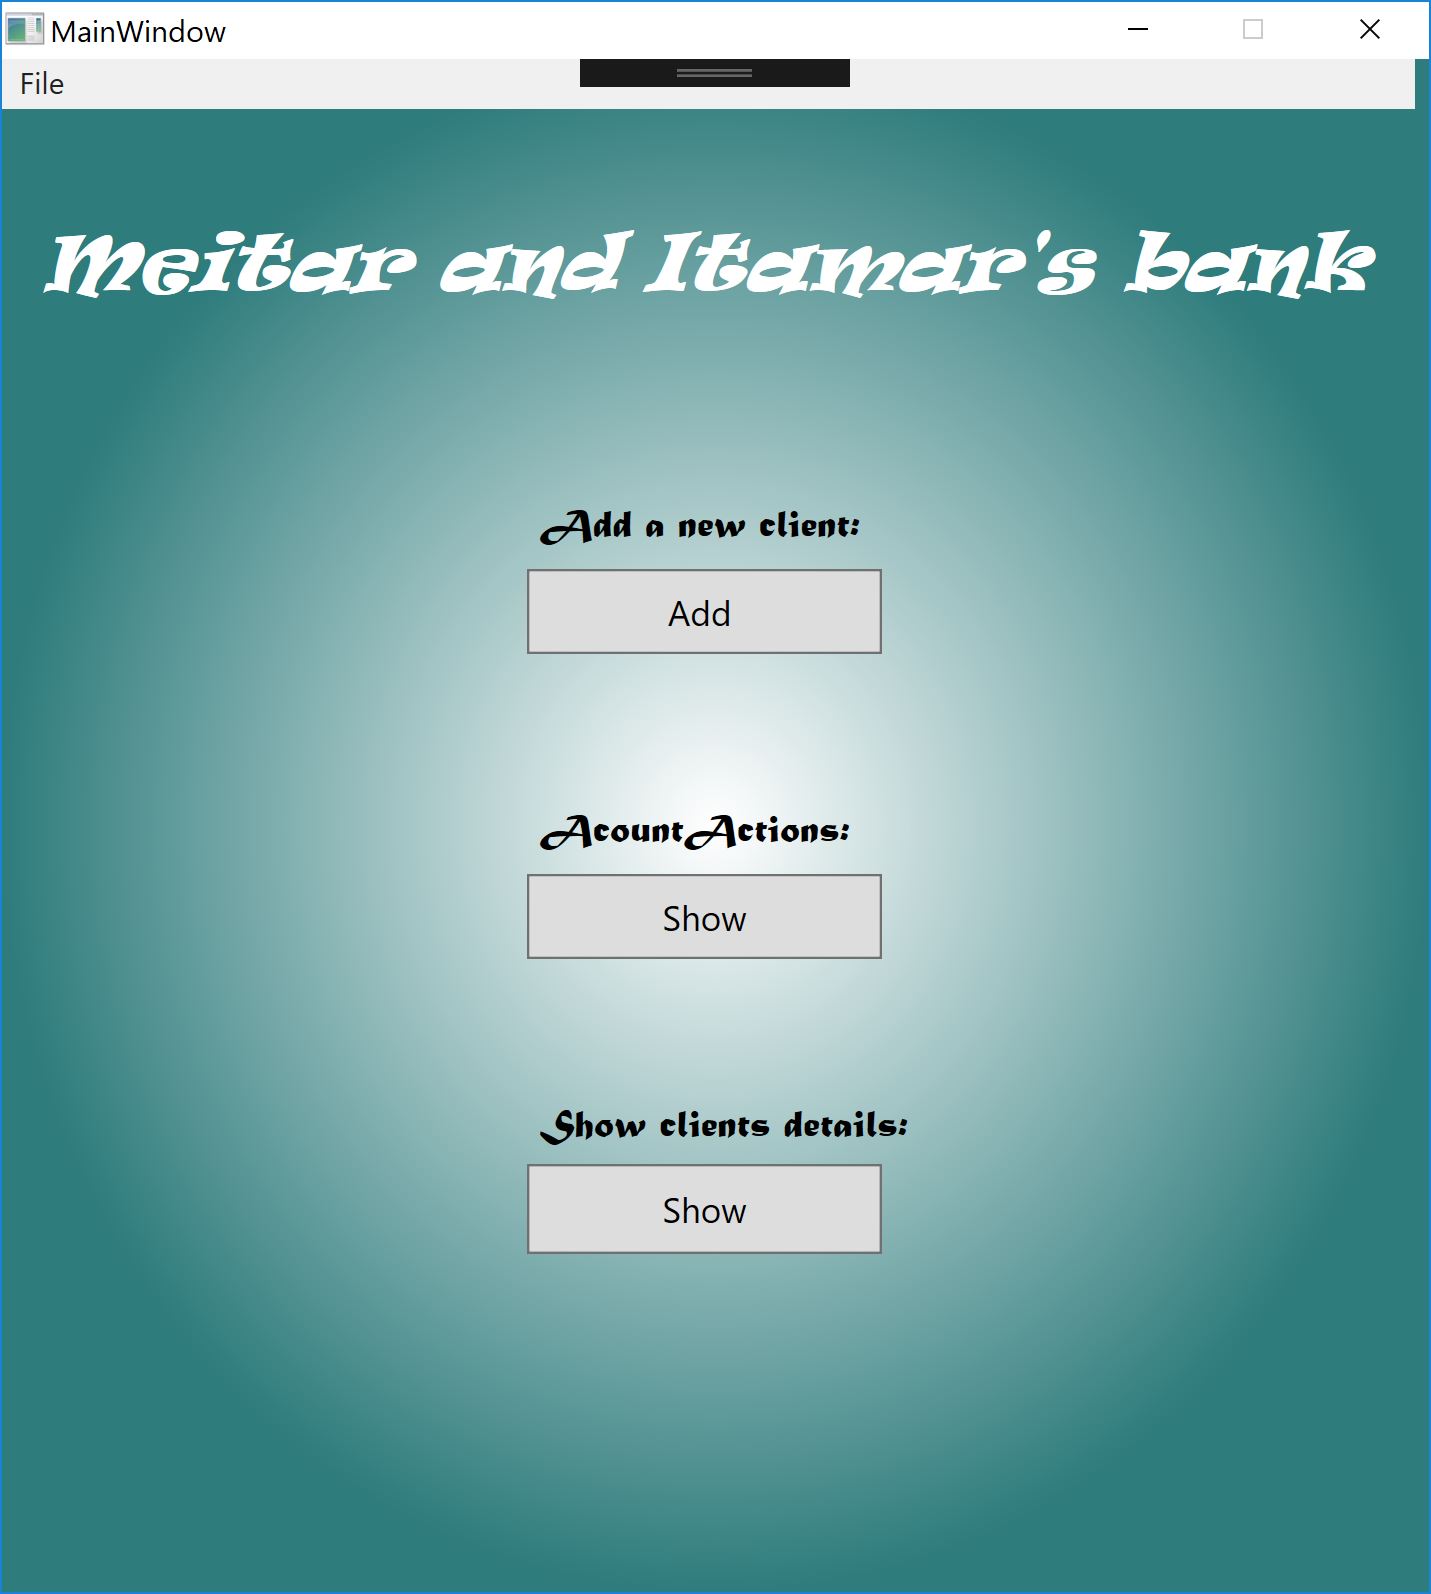 MainWindow
File
Meitar and Itamar's bank
Add a new client:
Add
AcountActions:
Show
Show clients details:
Show